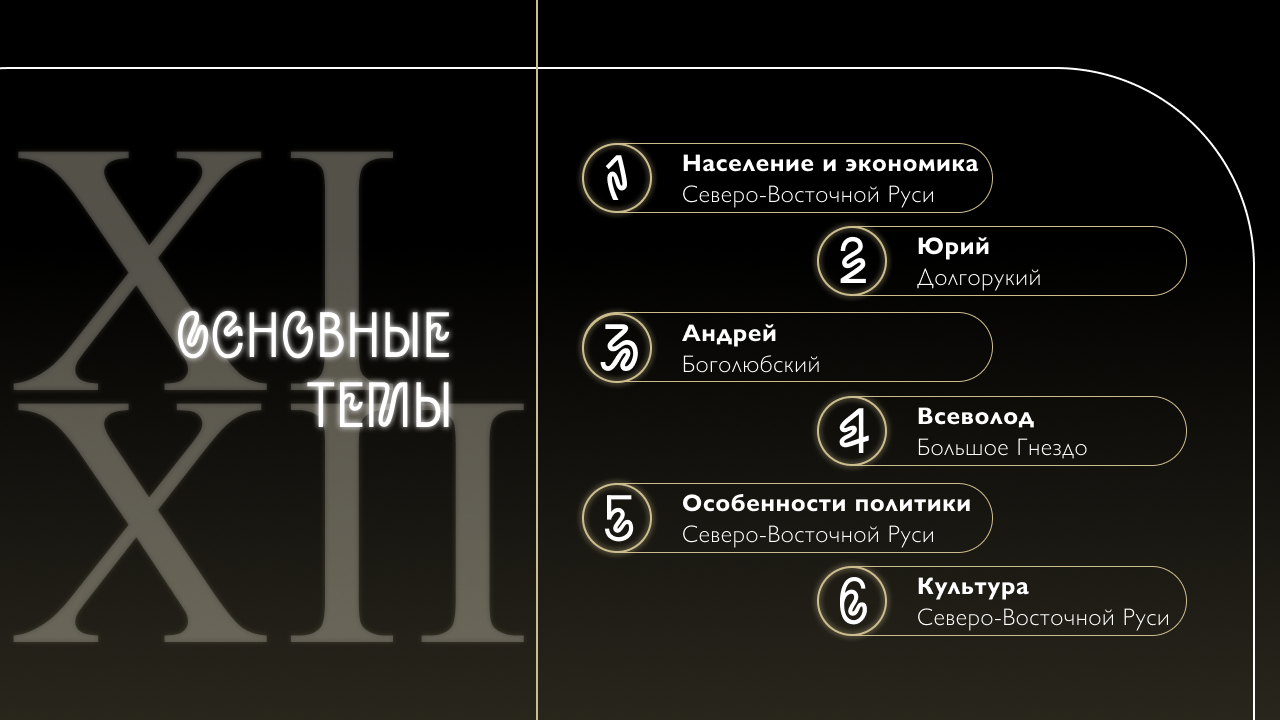 XI
XII
ОСНОВНЫЕ
ТЕМЫ
1
Население и экономика
Северо-Восточной Руси
2
Юрий
Долгорукий
3
Андрей
Боголюбский
4
Всеволод
Большое Гнездо
5
Особенности политики
Северо-Восточной Руси
6
Культура
Северо-Восточной Руси